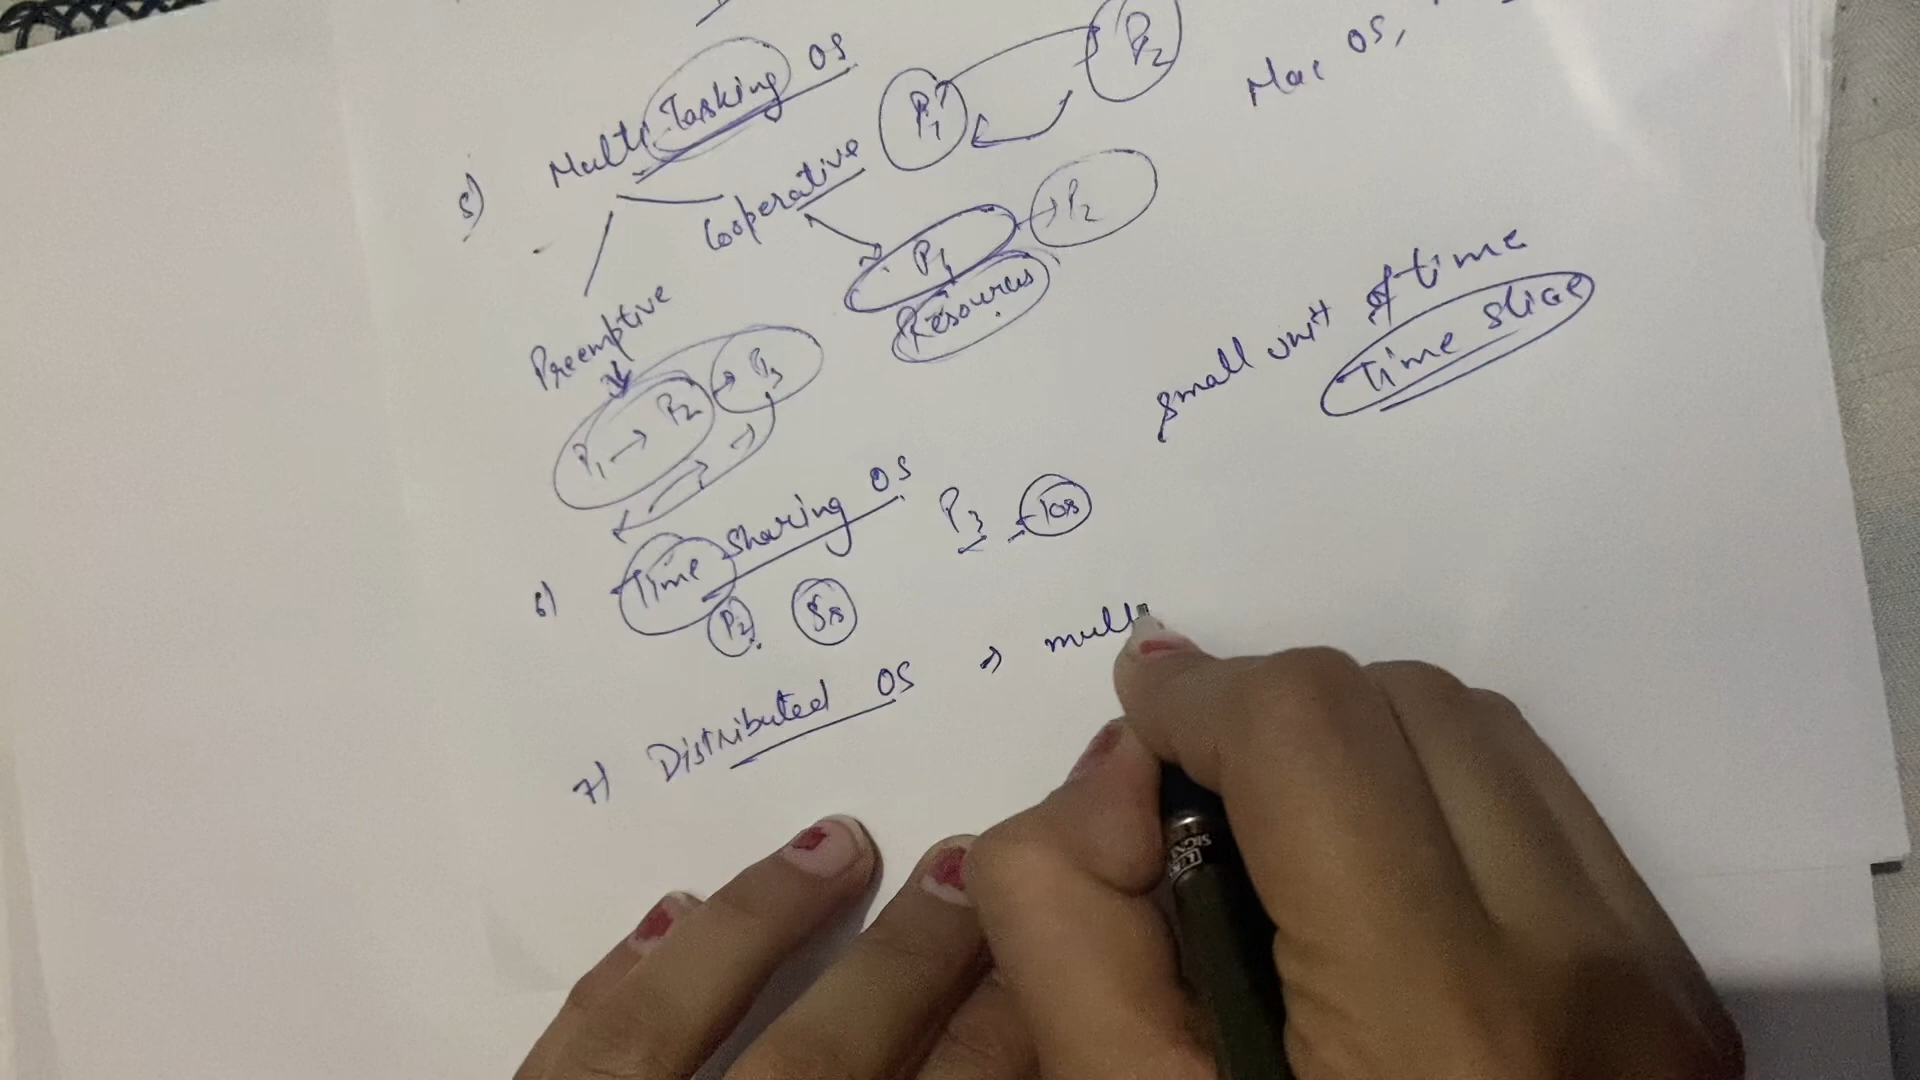 5) Multi Tasking OS
P1 P2
Mac OS,
Cooperative
P1 → P2
Resources
Preemptive
P1 → P2 → P3
small unit of time
Time slice
6) Time Sharing OS
P3 10s
P2
7) Distributed OS → mult
SIGN